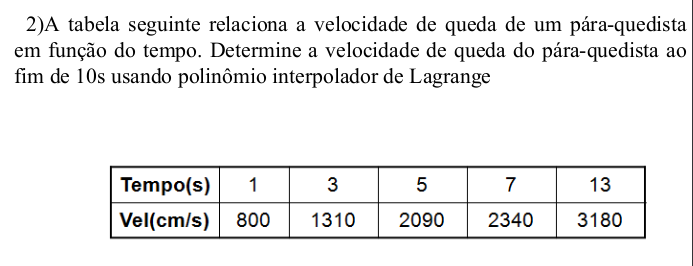 2)A tabela seguinte relaciona a velocidade de queda de um pára-quedista
em função do tempo. Determine a velocidade de queda do pára-quedista ao
fim de 10s usando polinômio interpolador de Lagrange
Tempo(s) 1 3 5 7 13
Vel(cm/s) 800 1310 2090 2340 3180